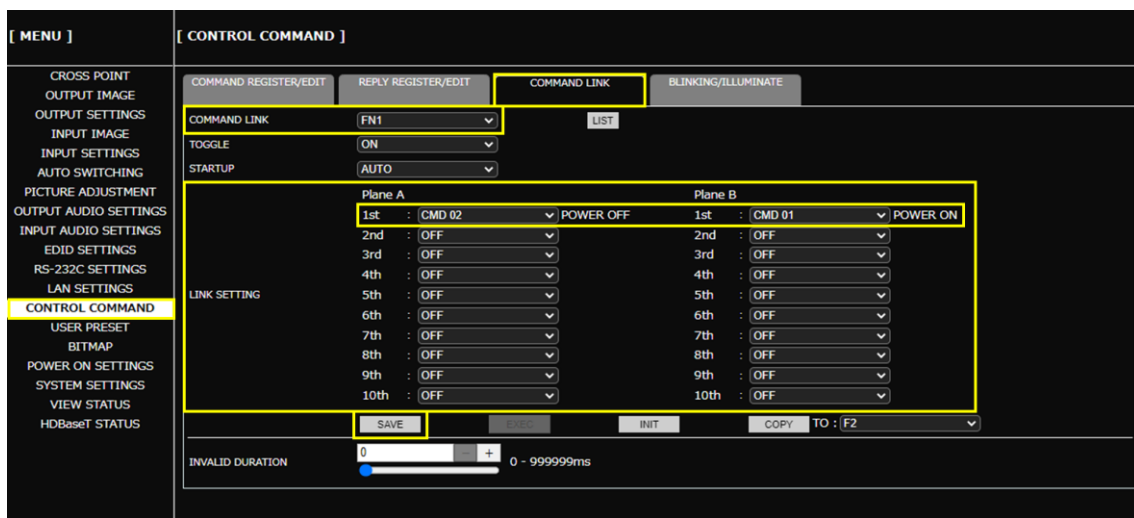 [ MENU ]
[ CONTROL COMMAND ]
CROSS POINT
OUTPUT IMAGE
OUTPUT SETTINGS
INPUT IMAGE
INPUT SETTINGS
AUTO SWITCHING
PICTURE ADJUSTMENT
OUTPUT AUDIO SETTINGS
INPUT AUDIO SETTINGS
EDID SETTINGS
RS-232C SETTINGS
LAN SETTINGS
CONTROL COMMAND
USER PRESET
BITMAP
POWER ON SETTINGS
SYSTEM SETTINGS
VIEW STATUS
HDBaseT STATUS
COMMAND REGISTER/EDIT REPLY REGISTER/EDIT COMMAND LINK BLINKING/ILLUMINATE
COMMAND LINK FN1 LIST
TOGGLE ON
STARTUP AUTO
LINK SETTING
Plane A Plane B
1st : CMD 02 POWER OFF 1st : CMD 01 POWER ON
2nd : OFF 2nd : OFF
3rd : OFF 3rd : OFF
4th : OFF 4th : OFF
5th : OFF 5th : OFF
6th : OFF 6th : OFF
7th : OFF 7th : OFF
8th : OFF 8th : OFF
9th : OFF 9th : OFF
10th : OFF 10th : OFF
SAVE EXEC INIT COPY TO : F2
INVALID DURATION 0 - + 0 - 999999ms